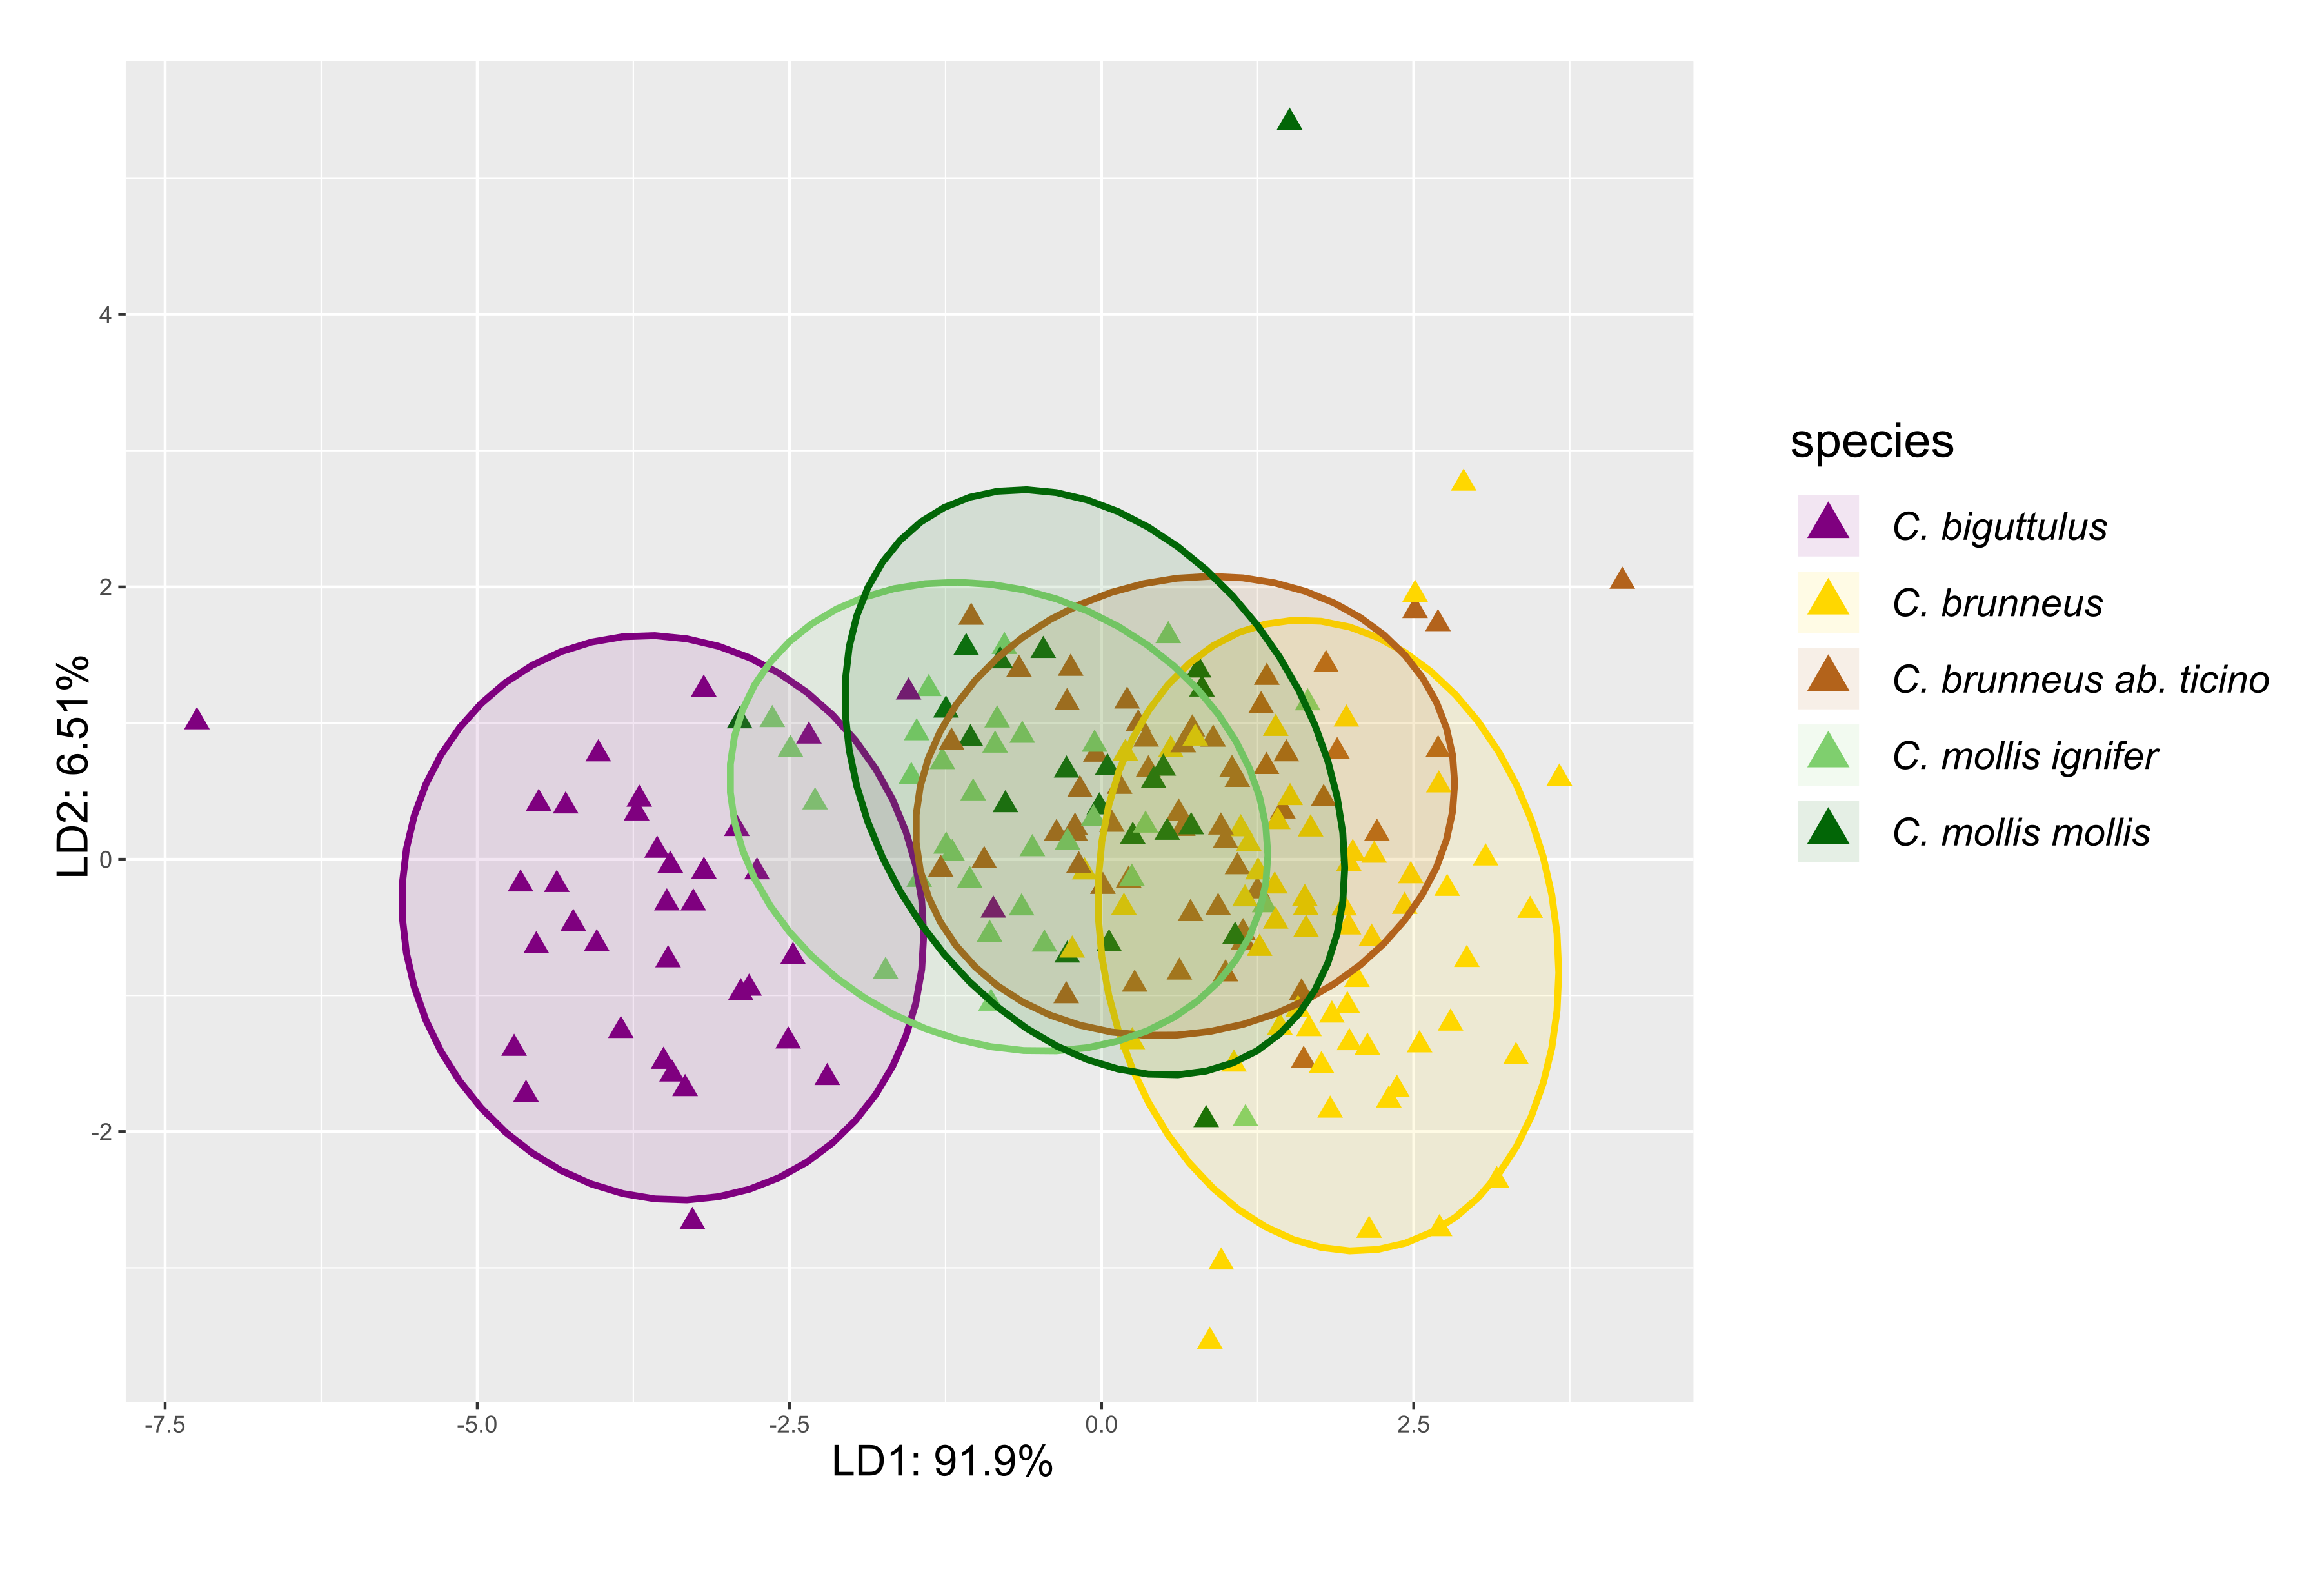 4
2
0
-2
LD2: 6.51%
-7.5
-5.0
-2.5
0.0
2.5
LD1: 91.9%
species
C. biguttulus
C. brunneus
C. brunneus ab. ticino
C. mollis ignifer
C. mollis mollis